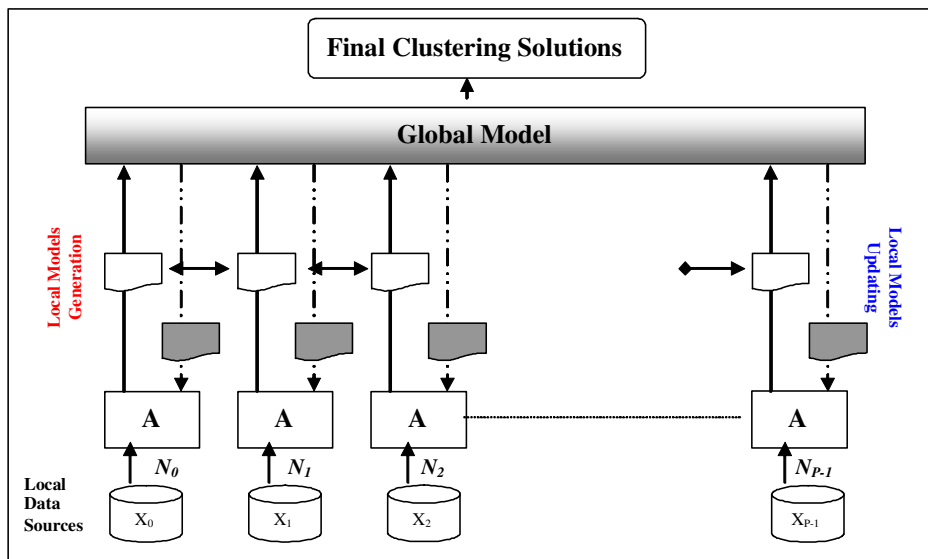 Final Clustering Solutions
Global Model
Local Models
Generation
Local Models
Updating
A
A
A
A
N0
N1
N2
NP-1
Local
Data
Sources
X0
X1
X2
XP-1